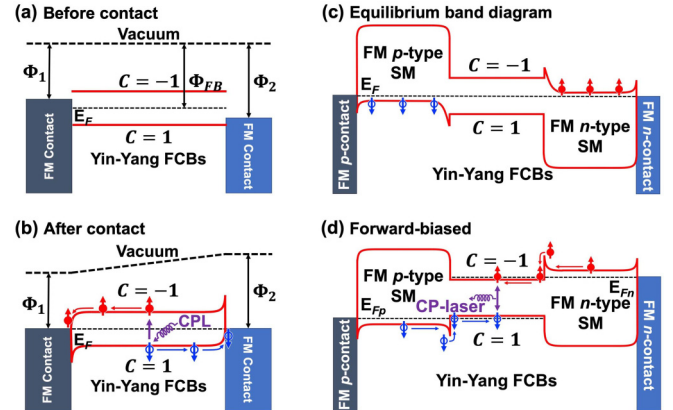 (a) Before contact
Vacuum
Φ1
C = −1
ΦFB
Φ2
EF
C = 1
FM Contact
FM Contact
Yin-Yang FCBs
(b) After contact
Vacuum
Φ1
C = −1
Φ2
CPL
EF
C = 1
FM Contact
FM Contact
Yin-Yang FCBs
(c) Equilibrium band diagram
FM p-type
SM
C = −1
EF
C = 1
FM n-type
SM
FM p-contact
FM n-contact
Yin-Yang FCBs
(d) Forward-biased
C = −1
FM p-type
SM
CP-laser
EFn
EFp
FM n-type
SM
C = 1
FM p-contact
FM n-contact
Yin-Yang FCBs